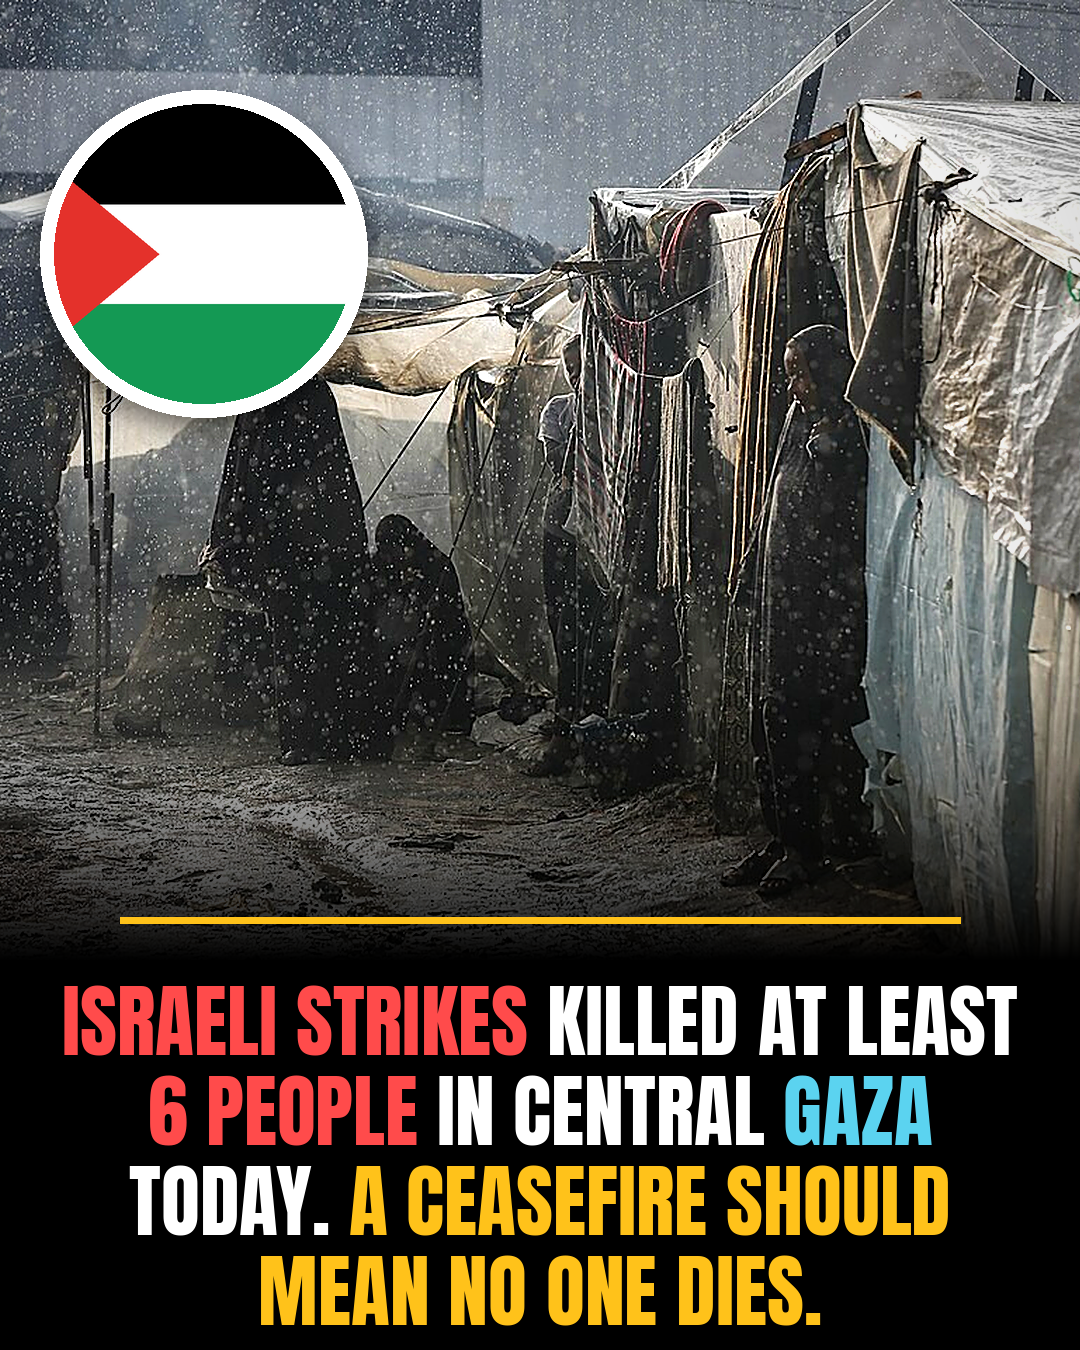 ISRAELI STRIKES KILLED AT LEAST
6 PEOPLE IN CENTRAL GAZA
TODAY. A CEASEFIRE SHOULD
MEAN NO ONE DIES.